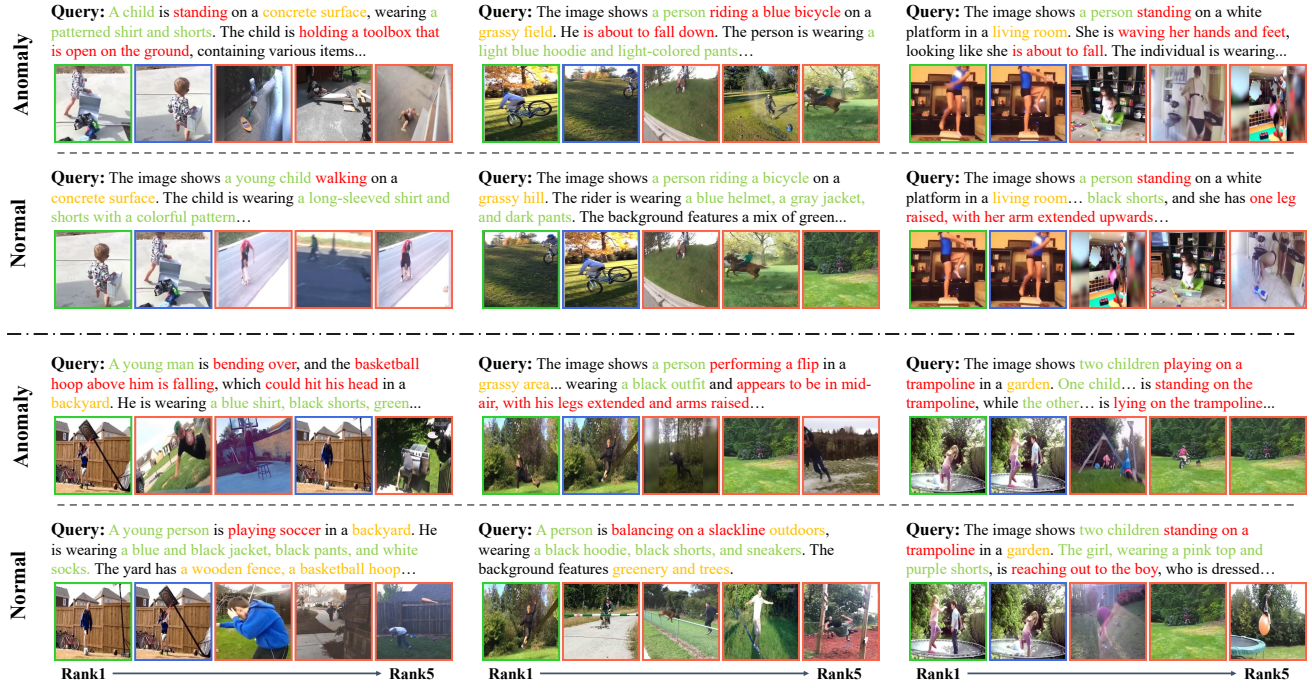 Anomaly
Query: A child is standing on a concrete surface, wearing a
patterned shirt and shorts. The child is holding a toolbox that
is open on the ground, containing various items...
Query: The image shows a person riding a blue bicycle on a
grassy field. He is about to fall down. The person is wearing a
light blue hoodie and light-colored pants…
Query: The image shows a person standing on a white
platform in a living room. She is waving her hands and feet,
looking like she is about to fall. The individual is wearing...
Normal
Query: The image shows a young child walking on a
concrete surface. The child is wearing a long-sleeved shirt and
shorts with a colorful pattern…
Query: The image shows a person riding a bicycle on a
grassy hill. The rider is wearing a blue helmet, a gray jacket,
and dark pants. The background features a mix of green...
Query: The image shows a person standing on a white
platform in a living room… black shorts, and she has one leg
raised, with her arm extended upwards…
Anomaly
Query: A young man is bending over, and the basketball
hoop above him is falling, which could hit his head in a
backyard. He is wearing a blue shirt, black shorts, green...
Query: The image shows a person performing a flip in a
grassy area... wearing a black outfit and appears to be in mid-
air, with his legs extended and arms raised…
Query: The image shows two children playing on a
trampoline in a garden. One child… is standing on the
trampoline, while the other… is lying on the trampoline...
Normal
Query: A young person is playing soccer in a backyard. He
is wearing a blue and black jacket, black pants, and white
socks. The yard has a wooden fence, a basketball hoop…
Query: A person is balancing on a slackline outdoors,
wearing a black hoodie, black shorts, and sneakers. The
background features greenery and trees.
Query: The image shows two children standing on a
trampoline in a garden. The girl, wearing a pink top and
purple shorts, is reaching out to the boy, who is dressed…
Rank1 Rank5
Rank1 Rank5
Rank1 Rank5